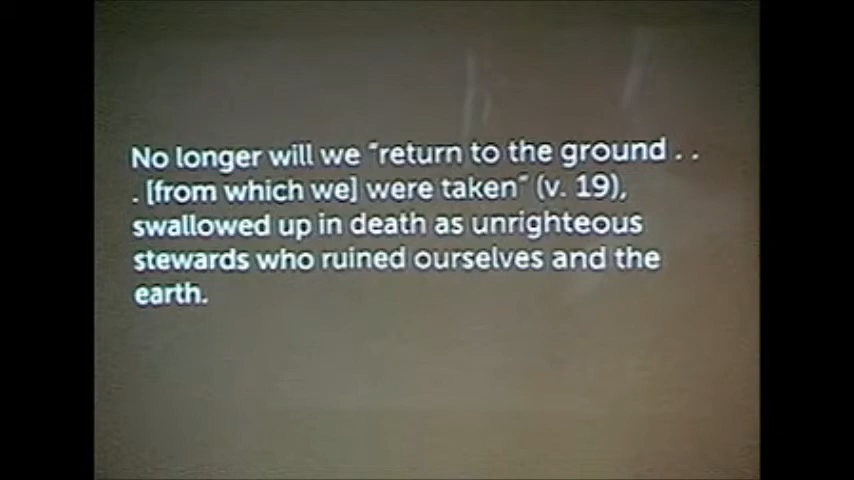 No longer will we "return to the ground . .
. [from which we] were taken" (v. 19),
swallowed up in death as unrighteous
stewards who ruined ourselves and the
earth.